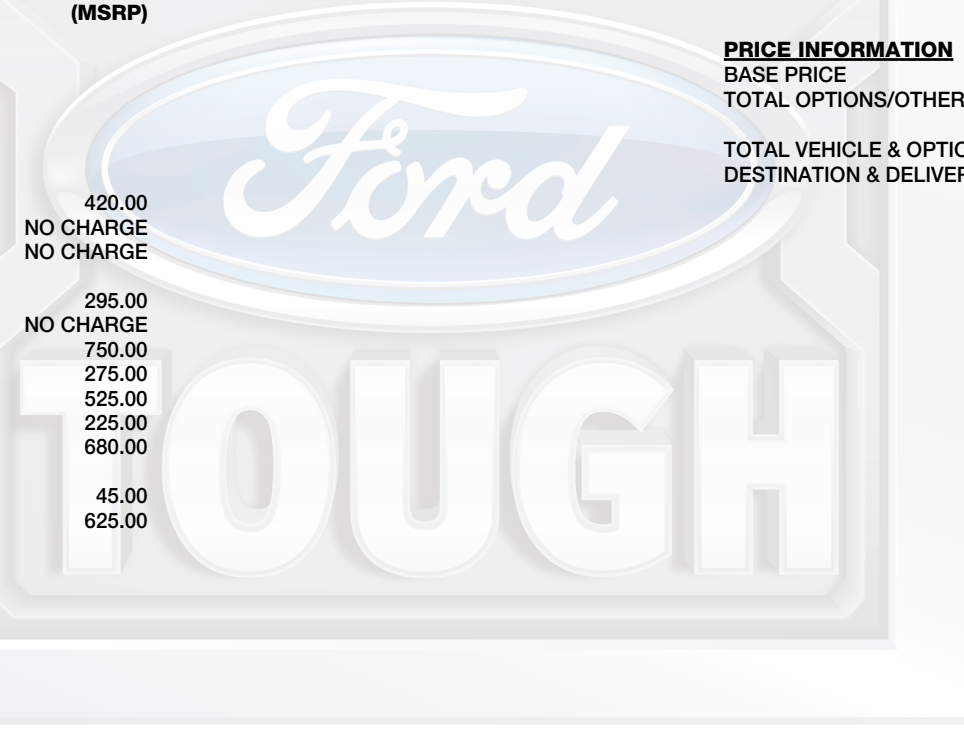 (MSRP)
420.00
NO CHARGE
NO CHARGE
295.00
NO CHARGE
750.00
275.00
525.00
225.00
680.00
45.00
625.00
PRICE INFORMATION
BASE PRICE
TOTAL OPTIONS/OTHER
TOTAL VEHICLE & OPTIO
DESTINATION & DELIVER
Ford
TOUGH